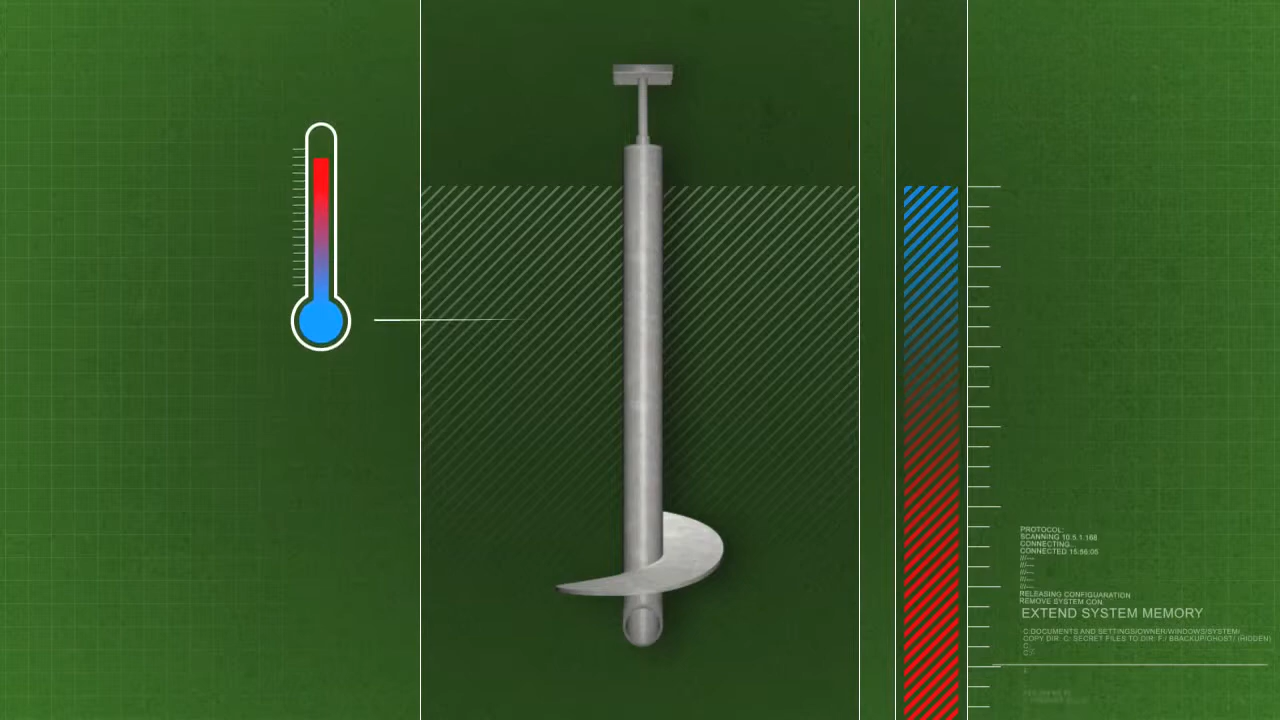 PROTOCOL:
SCANNING 10.5.1.168
CONNECTING...
CONNECTED 15:56:05
///---
///---
///---
///---
///---
RELEASING CONFIGUARATION
REMOVE SYSTEM CON
EXTEND SYSTEM MEMORY
C:DOCUMENTS AND SETTINGS/OWNER/WINDOWS/SYSTEM/
COPY DIR: C: SECRET FILES TO DIR: F:/ BBACKUP/GHOST/ (HIDDEN)
C:
C:/